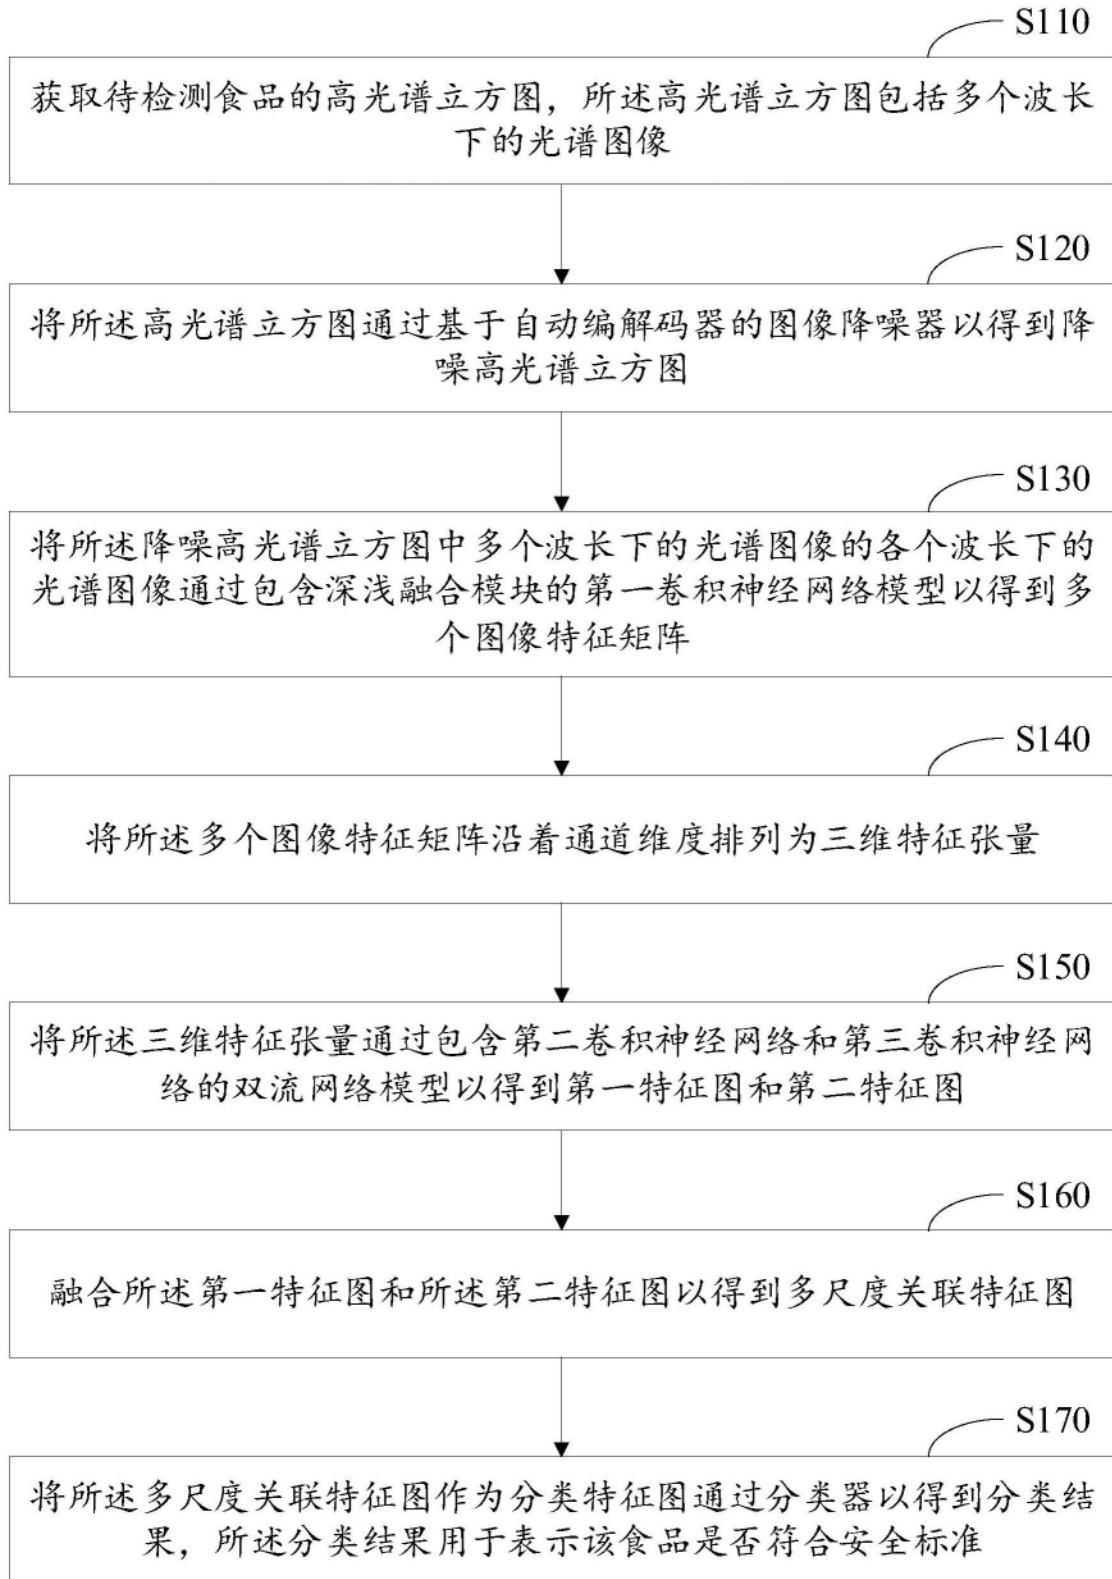 S110
获取待检测食品的高光谱立方图，所述高光谱立方图包括多个波长
下的光谱图像
S120
将所述高光谱立方图通过基于自动编解码器的图像降噪器以得到降
噪高光谱立方图
S130
将所述降噪高光谱立方图中多个波长下的光谱图像的各个波长下的
光谱图像通过包含深浅融合模块的第一卷积神经网络模型以得到多
个图像特征矩阵
S140
将所述多个图像特征矩阵沿着通道维度排列为三维特征张量
S150
将所述三维特征张量通过包含第二卷积神经网络和第三卷积神经网
络的双流网络模型以得到第一特征图和第二特征图
S160
融合所述第一特征图和所述第二特征图以得到多尺度关联特征图
S170
将所述多尺度关联特征图作为分类特征图通过分类器以得到分类结
果，所述分类结果用于表示该食品是否符合安全标准